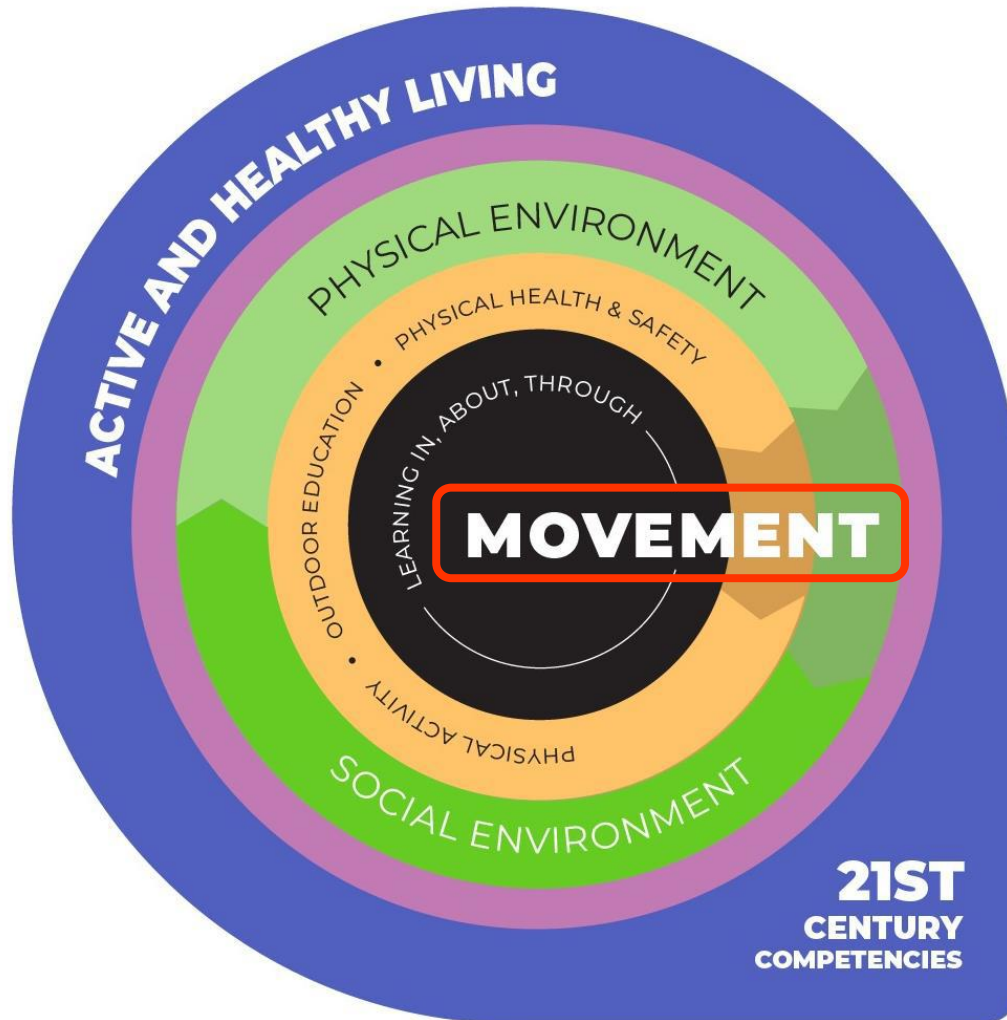 ACTIVE AND HEALTHY LIVING
PHYSICAL ENVIRONMENT
OUTDOOR EDUCATION • PHYSICAL HEALTH & SAFETY
LEARNING IN, ABOUT, THROUGH
MOVEMENT
• PHYSICAL ACTIVITY
SOCIAL ENVIRONMENT
21ST
CENTURY
COMPETENCIES